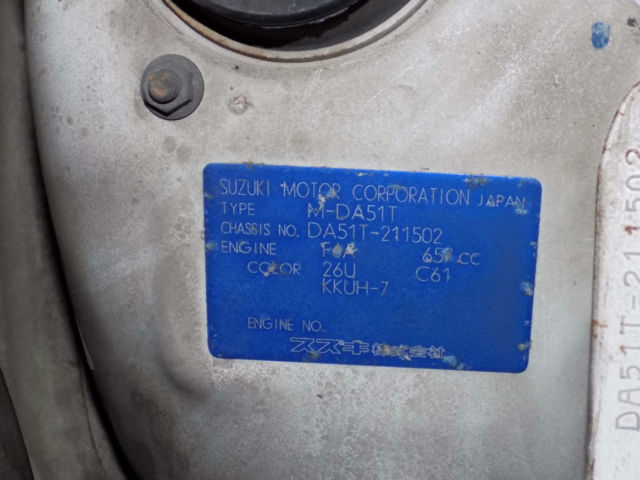 SUZUKI MOTOR CORPORATION JAPAN
TYPE M-DA51T
CHASSIS NO. DA51T-211502
ENGINE F6A 657 CC
COLOR 26U C61
KKUH-7
ENGINE NO.
スズキ株式会社
DA51T-211502